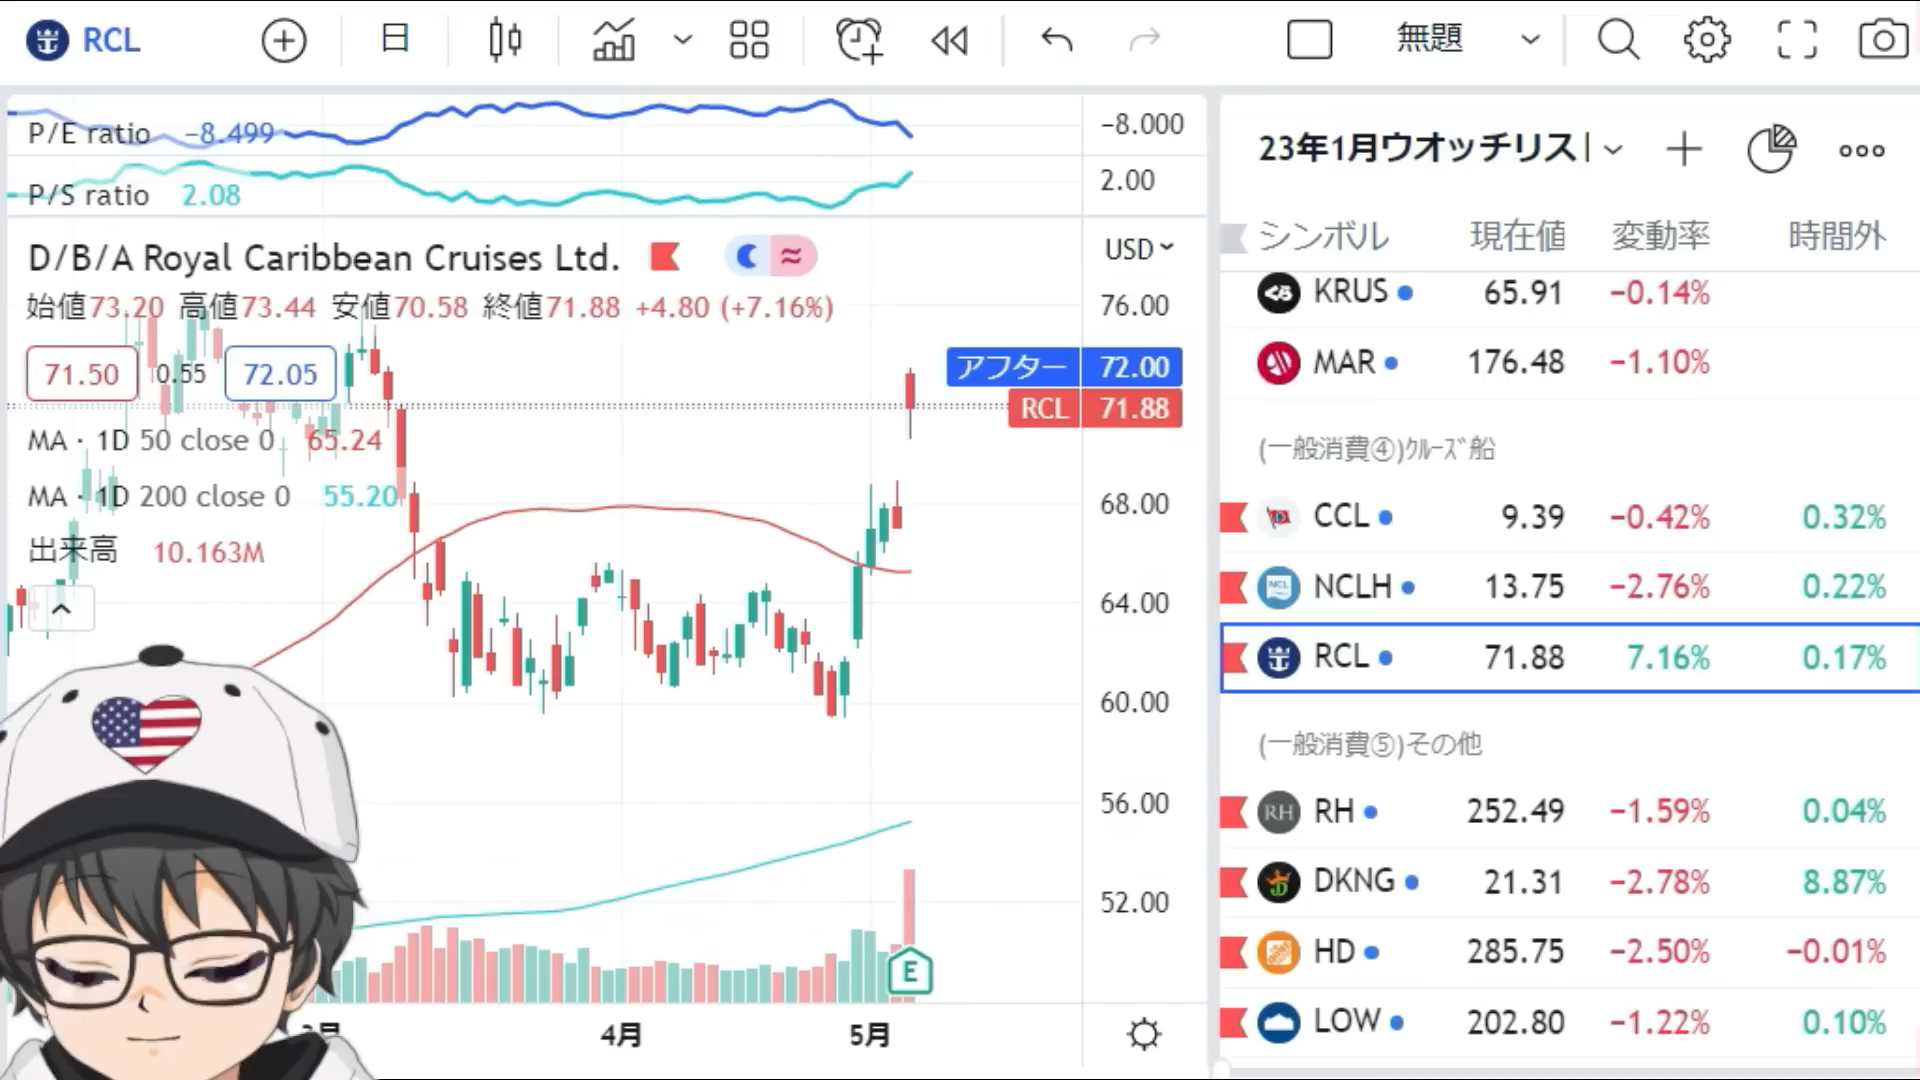 RCL
日
無題
P/E ratio −8.499
−8.000
P/S ratio 2.08
2.00
D/B/A Royal Caribbean Cruises Ltd.
USD
始値73.20 高値73.44 安値70.58 終値71.88 +4.80 (+7.16%)
71.50 0.55 72.05
MA · 1D 50 close 0 65.24
MA · 1D 200 close 0 55.20
出来高 10.163M
76.00
アフター 72.00
RCL 71.88
68.00
64.00
60.00
56.00
52.00
E
3月 4月 5月
23年1月ウオッチリスト
シンボル 現在値 変動率 時間外
KRUS 65.91 −0.14%
MAR 176.48 −1.10%
(一般消費④)ｸﾙｰｽﾞ船
CCL 9.39 −0.42% 0.32%
NCL NCLH 13.75 −2.76% 0.22%
RCL 71.88 7.16% 0.17%
(一般消費⑤)その他
RH RH 252.49 −1.59% 0.04%
DKNG 21.31 −2.78% 8.87%
HD 285.75 −2.50% −0.01%
LOW 202.80 −1.22% 0.10%